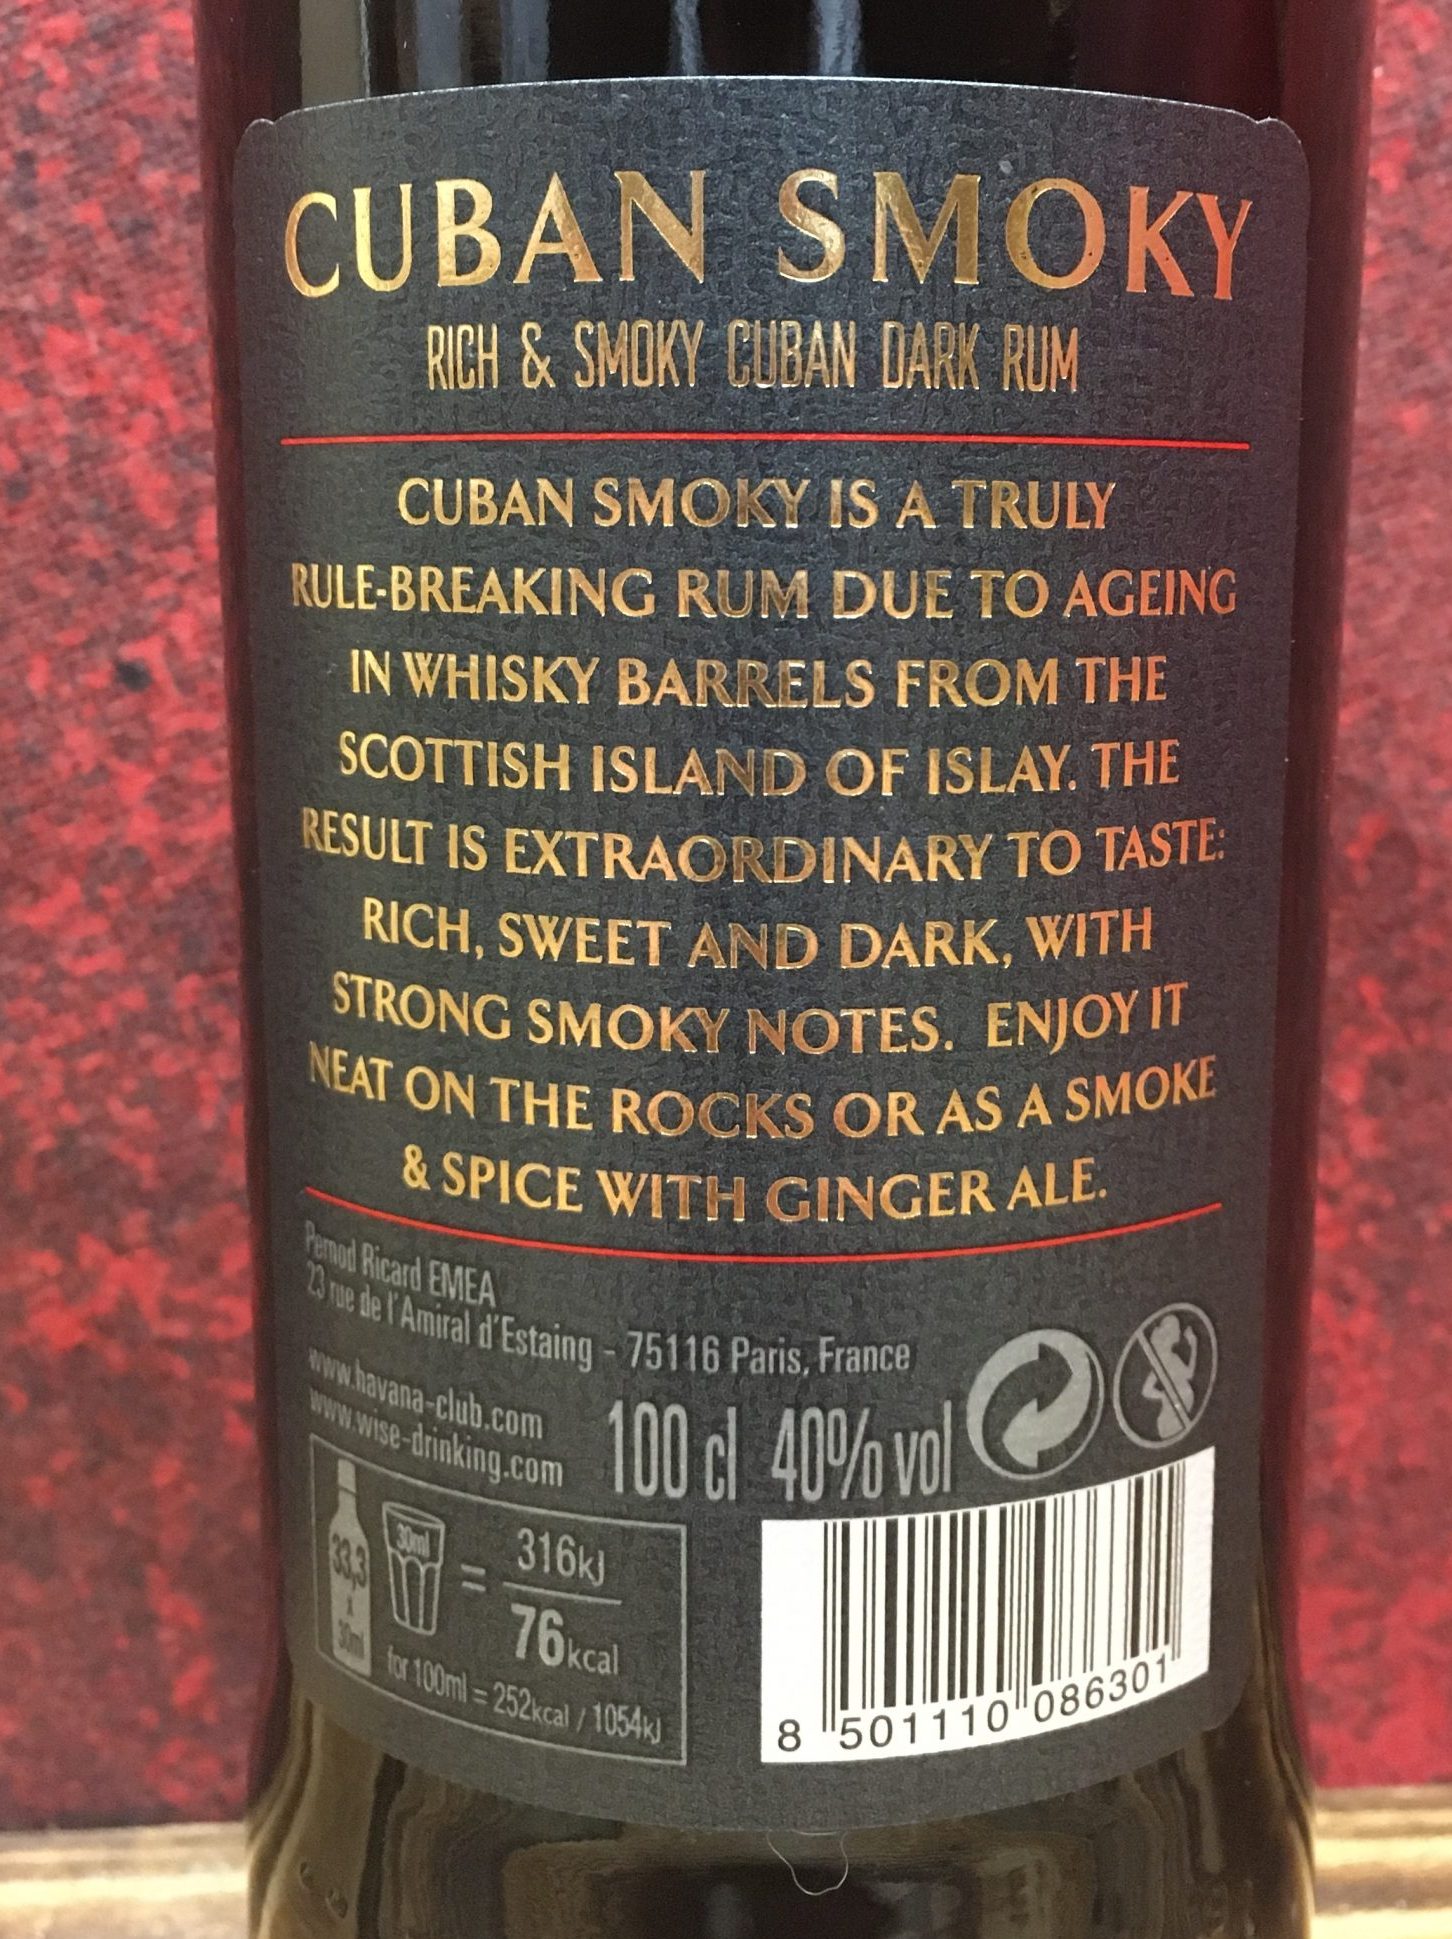 CUBAN SMOKY
RICH & SMOKY CUBAN DARK RUM
CUBAN SMOKY IS A TRULY
RULE-BREAKING RUM DUE TO AGEING
IN WHISKY BARRELS FROM THE
SCOTTISH ISLAND OF ISLAY. THE
RESULT IS EXTRAORDINARY TO TASTE:
RICH, SWEET AND DARK, WITH
STRONG SMOKY NOTES. ENJOY IT
NEAT ON THE ROCKS OR AS A SMOKE
& SPICE WITH GINGER ALE.
Pernod Ricard EMEA
23 rue de l'Amiral d'Estaing - 75116 Paris, France
www.havana-club.com
www.wise-drinking.com
100 cl 40% vol
33,3
x
30ml
30ml
=
316kJ
76kcal
for 100ml = 252kcal / 1054kJ
8 501110 086301